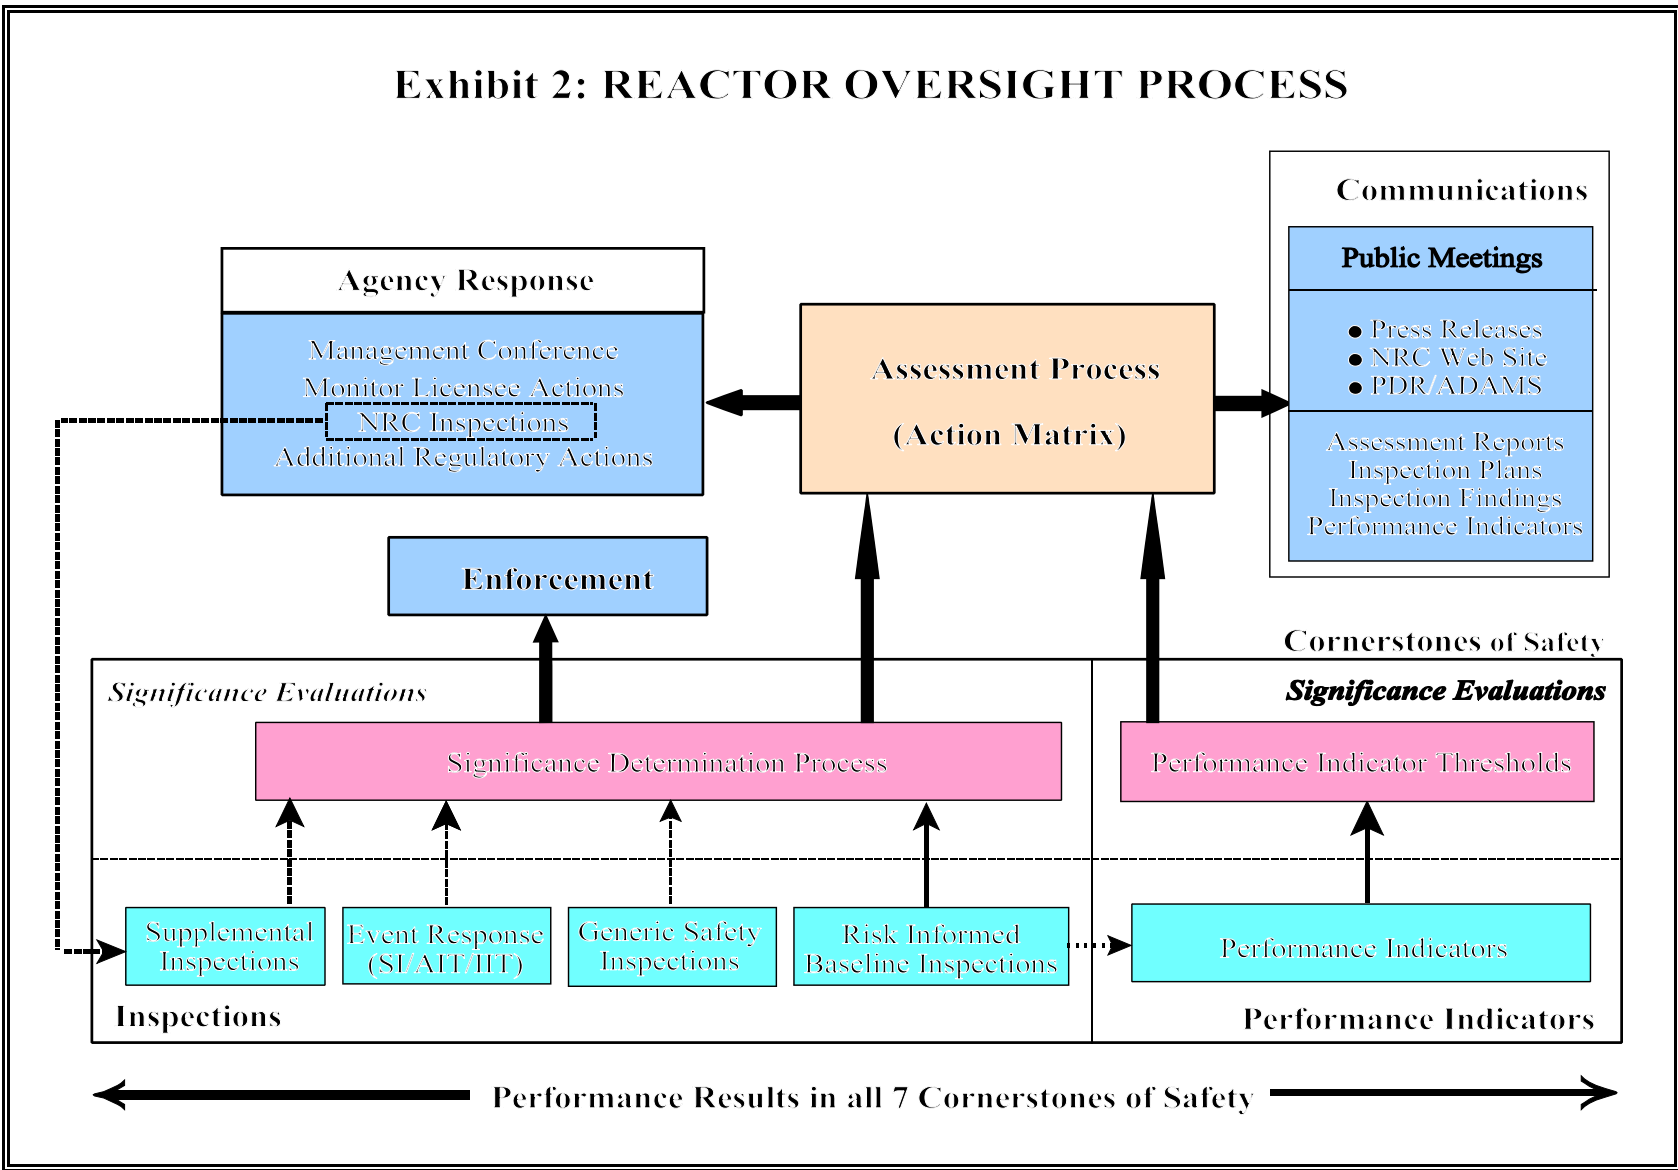 Exhibit 2: REACTOR OVERSIGHT PROCESS
Communications
Public Meetings
● Press Releases
● NRC Web Site
● PDR/ADAMS
Assessment Reports
Inspection Plans
Inspection Findings
Performance Indicators
Agency Response
Management Conference
Monitor Licensee Actions
NRC Inspections
Additional Regulatory Actions
Assessment Process
(Action Matrix)
Enforcement
Cornerstones of Safety
Significance Evaluations
Significance Evaluations
Significance Determination Process
Performance Indicator Thresholds
Supplemental
Inspections
Event Response
(SI/AIT/IIT)
Generic Safety
Inspections
Risk Informed
Baseline Inspections
Performance Indicators
Inspections
Performance Indicators
Performance Results in all 7 Cornerstones of Safety